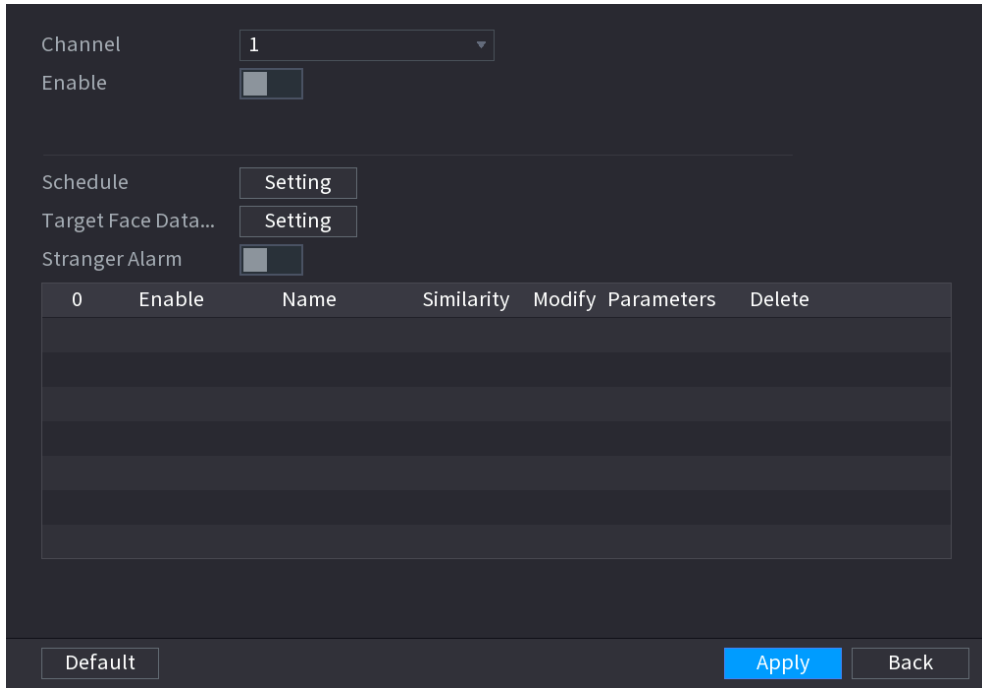 Channel 1
Enable
Schedule Setting
Target Face Data... Setting
Stranger Alarm
0 Enable Name Similarity Modify Parameters Delete
Default Apply Back